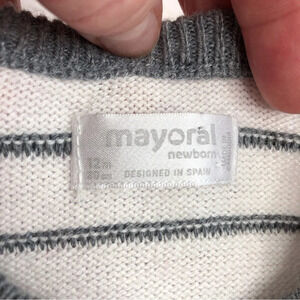 mayoral
newborn
12m
80cm
DESIGNED IN SPAIN